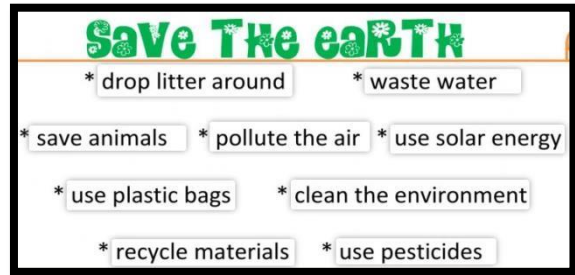 SaVe THe eaRTH
* drop litter around * waste water
* save animals * pollute the air * use solar energy
* use plastic bags * clean the environment
* recycle materials * use pesticides